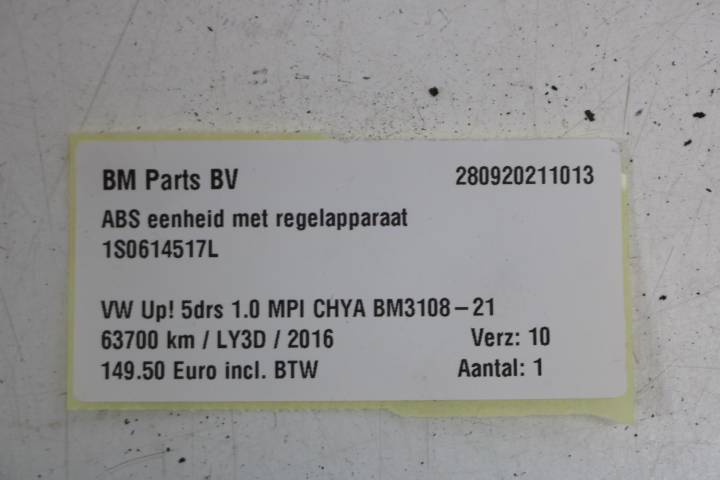 BM Parts BV 280920211013
ABS eenheid met regelapparaat
1S0614517L
VW Up! 5drs 1.0 MPI CHYA BM3108-21
63700 km / LY3D / 2016 Verz: 10
149.50 Euro incl. BTW Aantal: 1